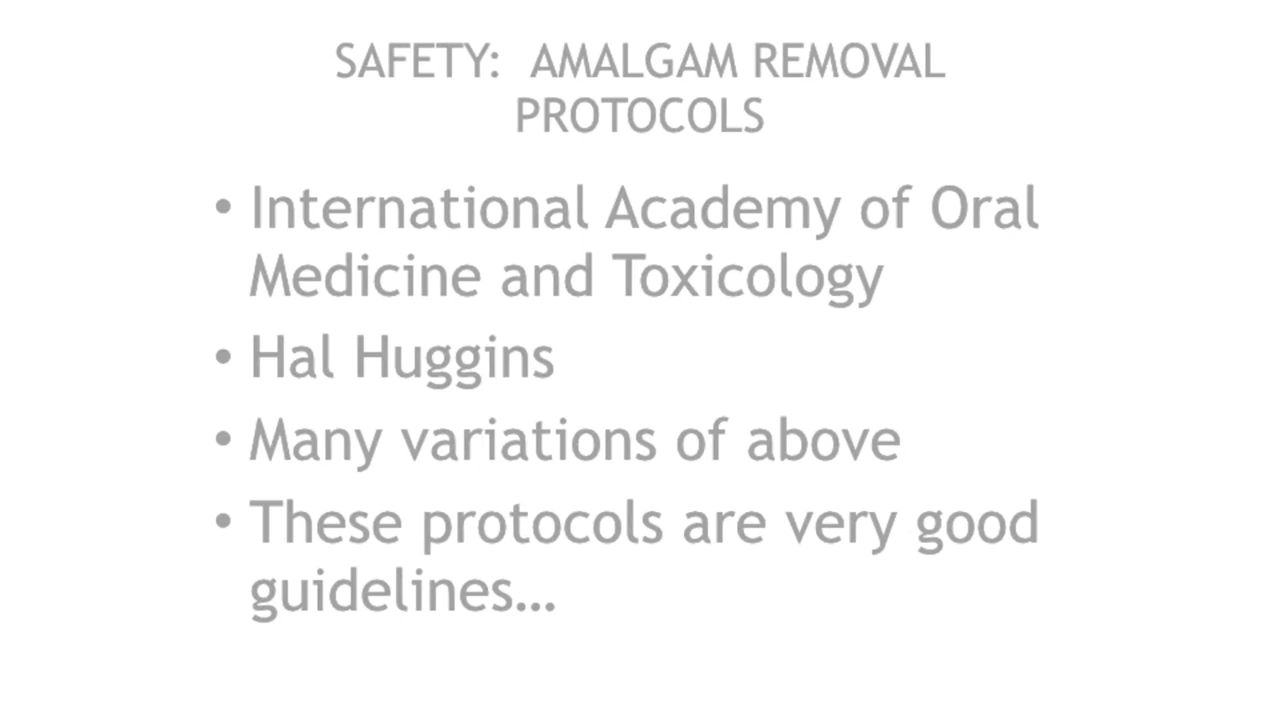 SAFETY:  AMALGAM REMOVAL
PROTOCOLS
• International Academy of Oral
Medicine and Toxicology
• Hal Huggins
• Many variations of above
• These protocols are very good
guidelines…